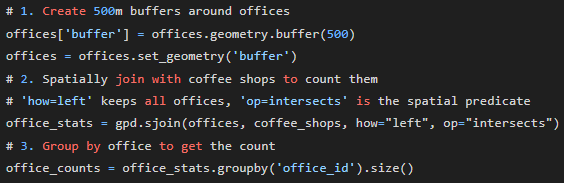 # 1. Create 500m buffers around offices
offices['buffer'] = offices.geometry.buffer(500)
offices = offices.set_geometry('buffer')
# 2. Spatially join with coffee shops to count them
# 'how=left' keeps all offices, 'op=intersects' is the spatial predicate
office_stats = gpd.sjoin(offices, coffee_shops, how="left", op="intersects")
# 3. Group by office to get the count
office_counts = office_stats.groupby('office_id').size()